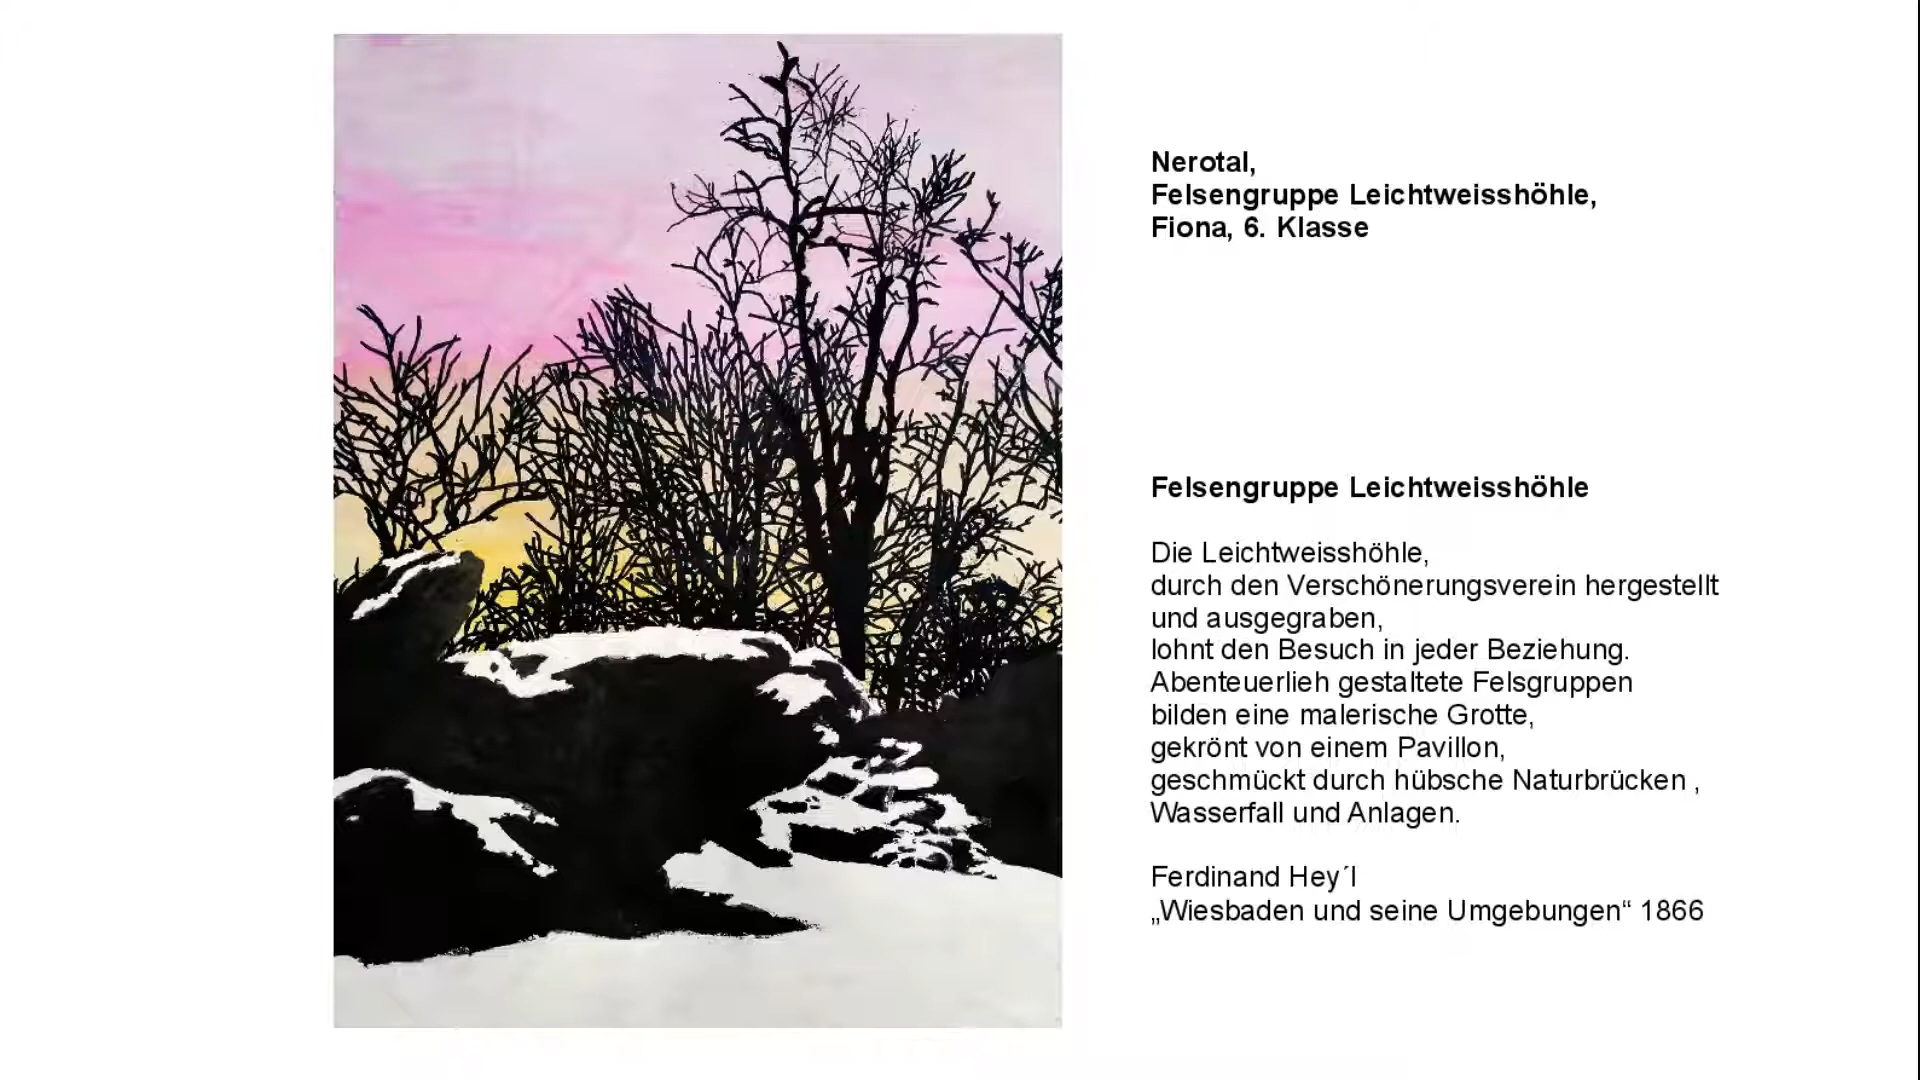 Nerotal,
Felsengruppe Leichtweisshöhle,
Fiona, 6. Klasse
Felsengruppe Leichtweisshöhle
Die Leichtweisshöhle,
durch den Verschönerungsverein hergestellt
und ausgegraben,
lohnt den Besuch in jeder Beziehung.
Abenteuerlieh gestaltete Felsgruppen
bilden eine malerische Grotte,
gekrönt von einem Pavillon,
geschmückt durch hübsche Naturbrücken ,
Wasserfall und Anlagen.
Ferdinand Hey´l
„Wiesbaden und seine Umgebungen“ 1866